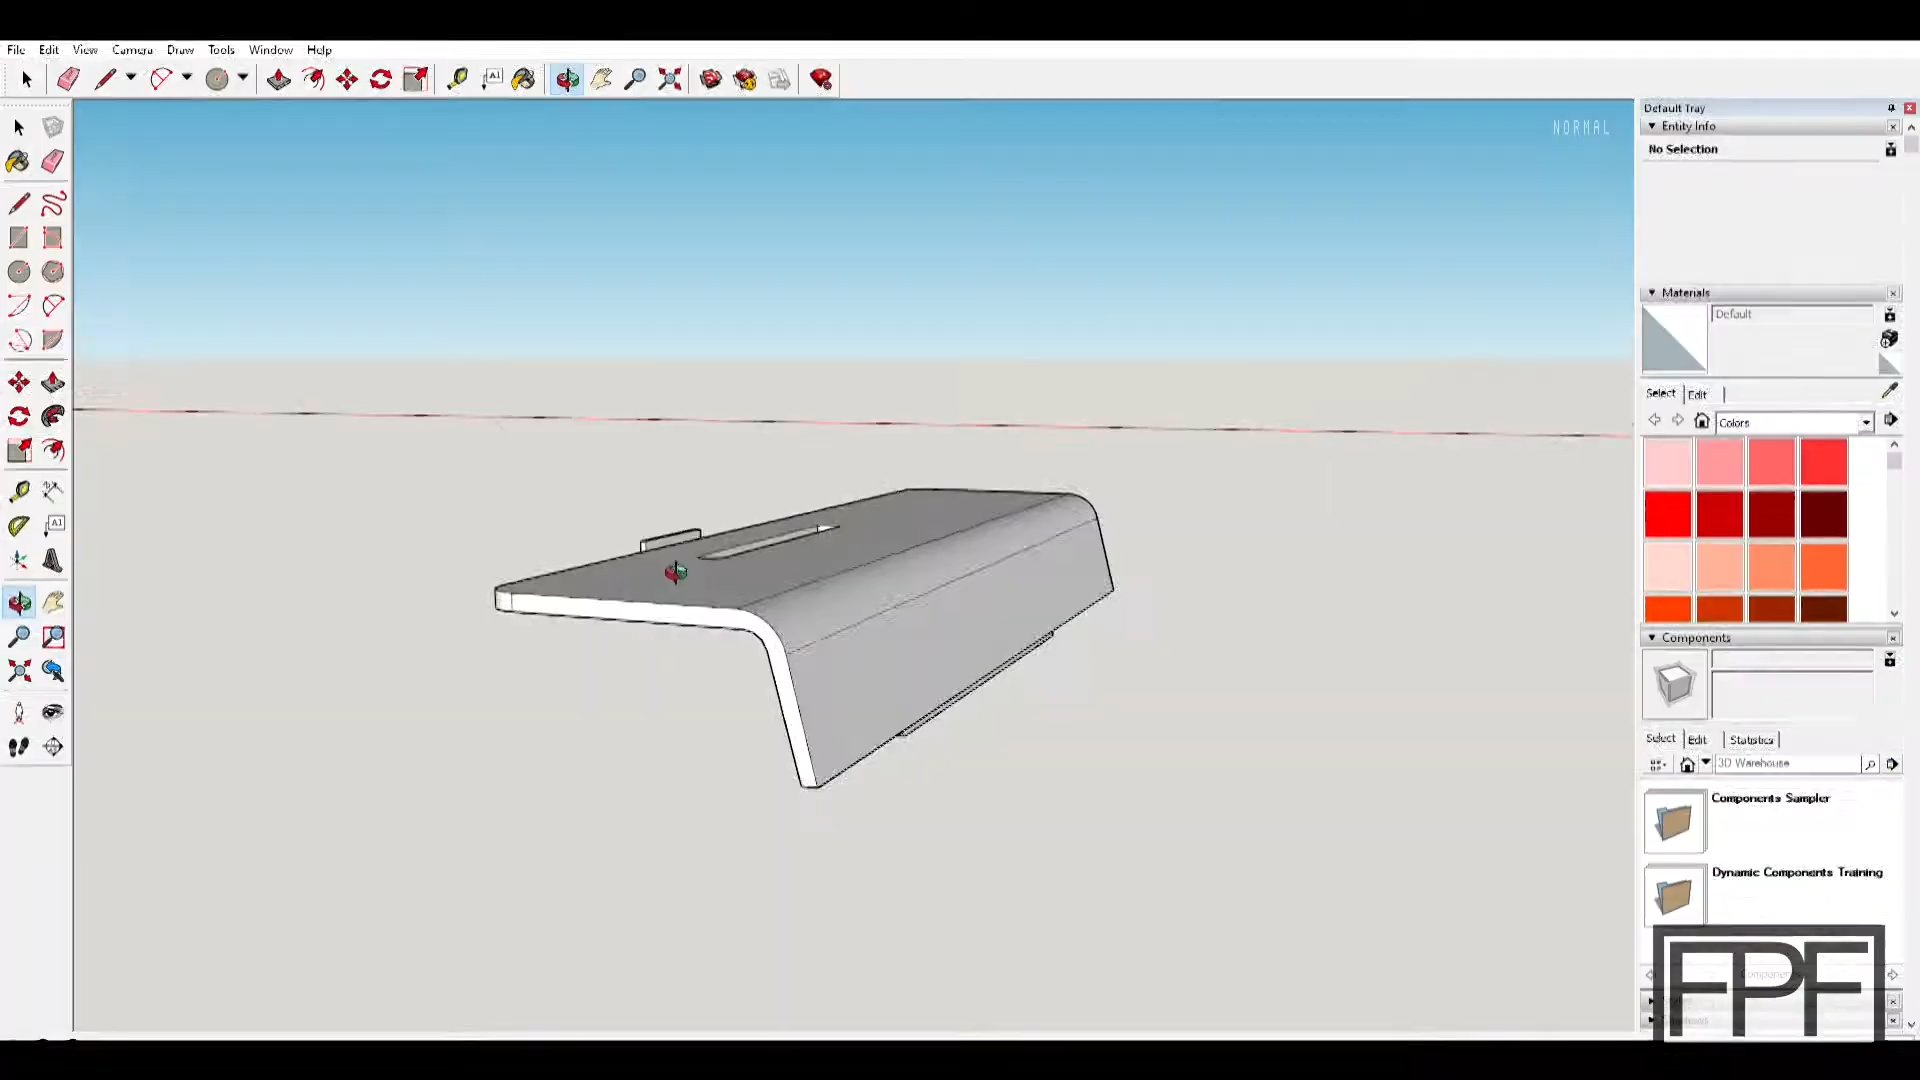 File Edit View Camera Draw Tools Window Help
Default Tray
Entity Info
NORMAL
No Selection
Materials
Default
Select Edit
Colors
Components
Select Edit Statistics
3D Warehouse
Components Sampler
Dynamic Components Training
Components
FPF